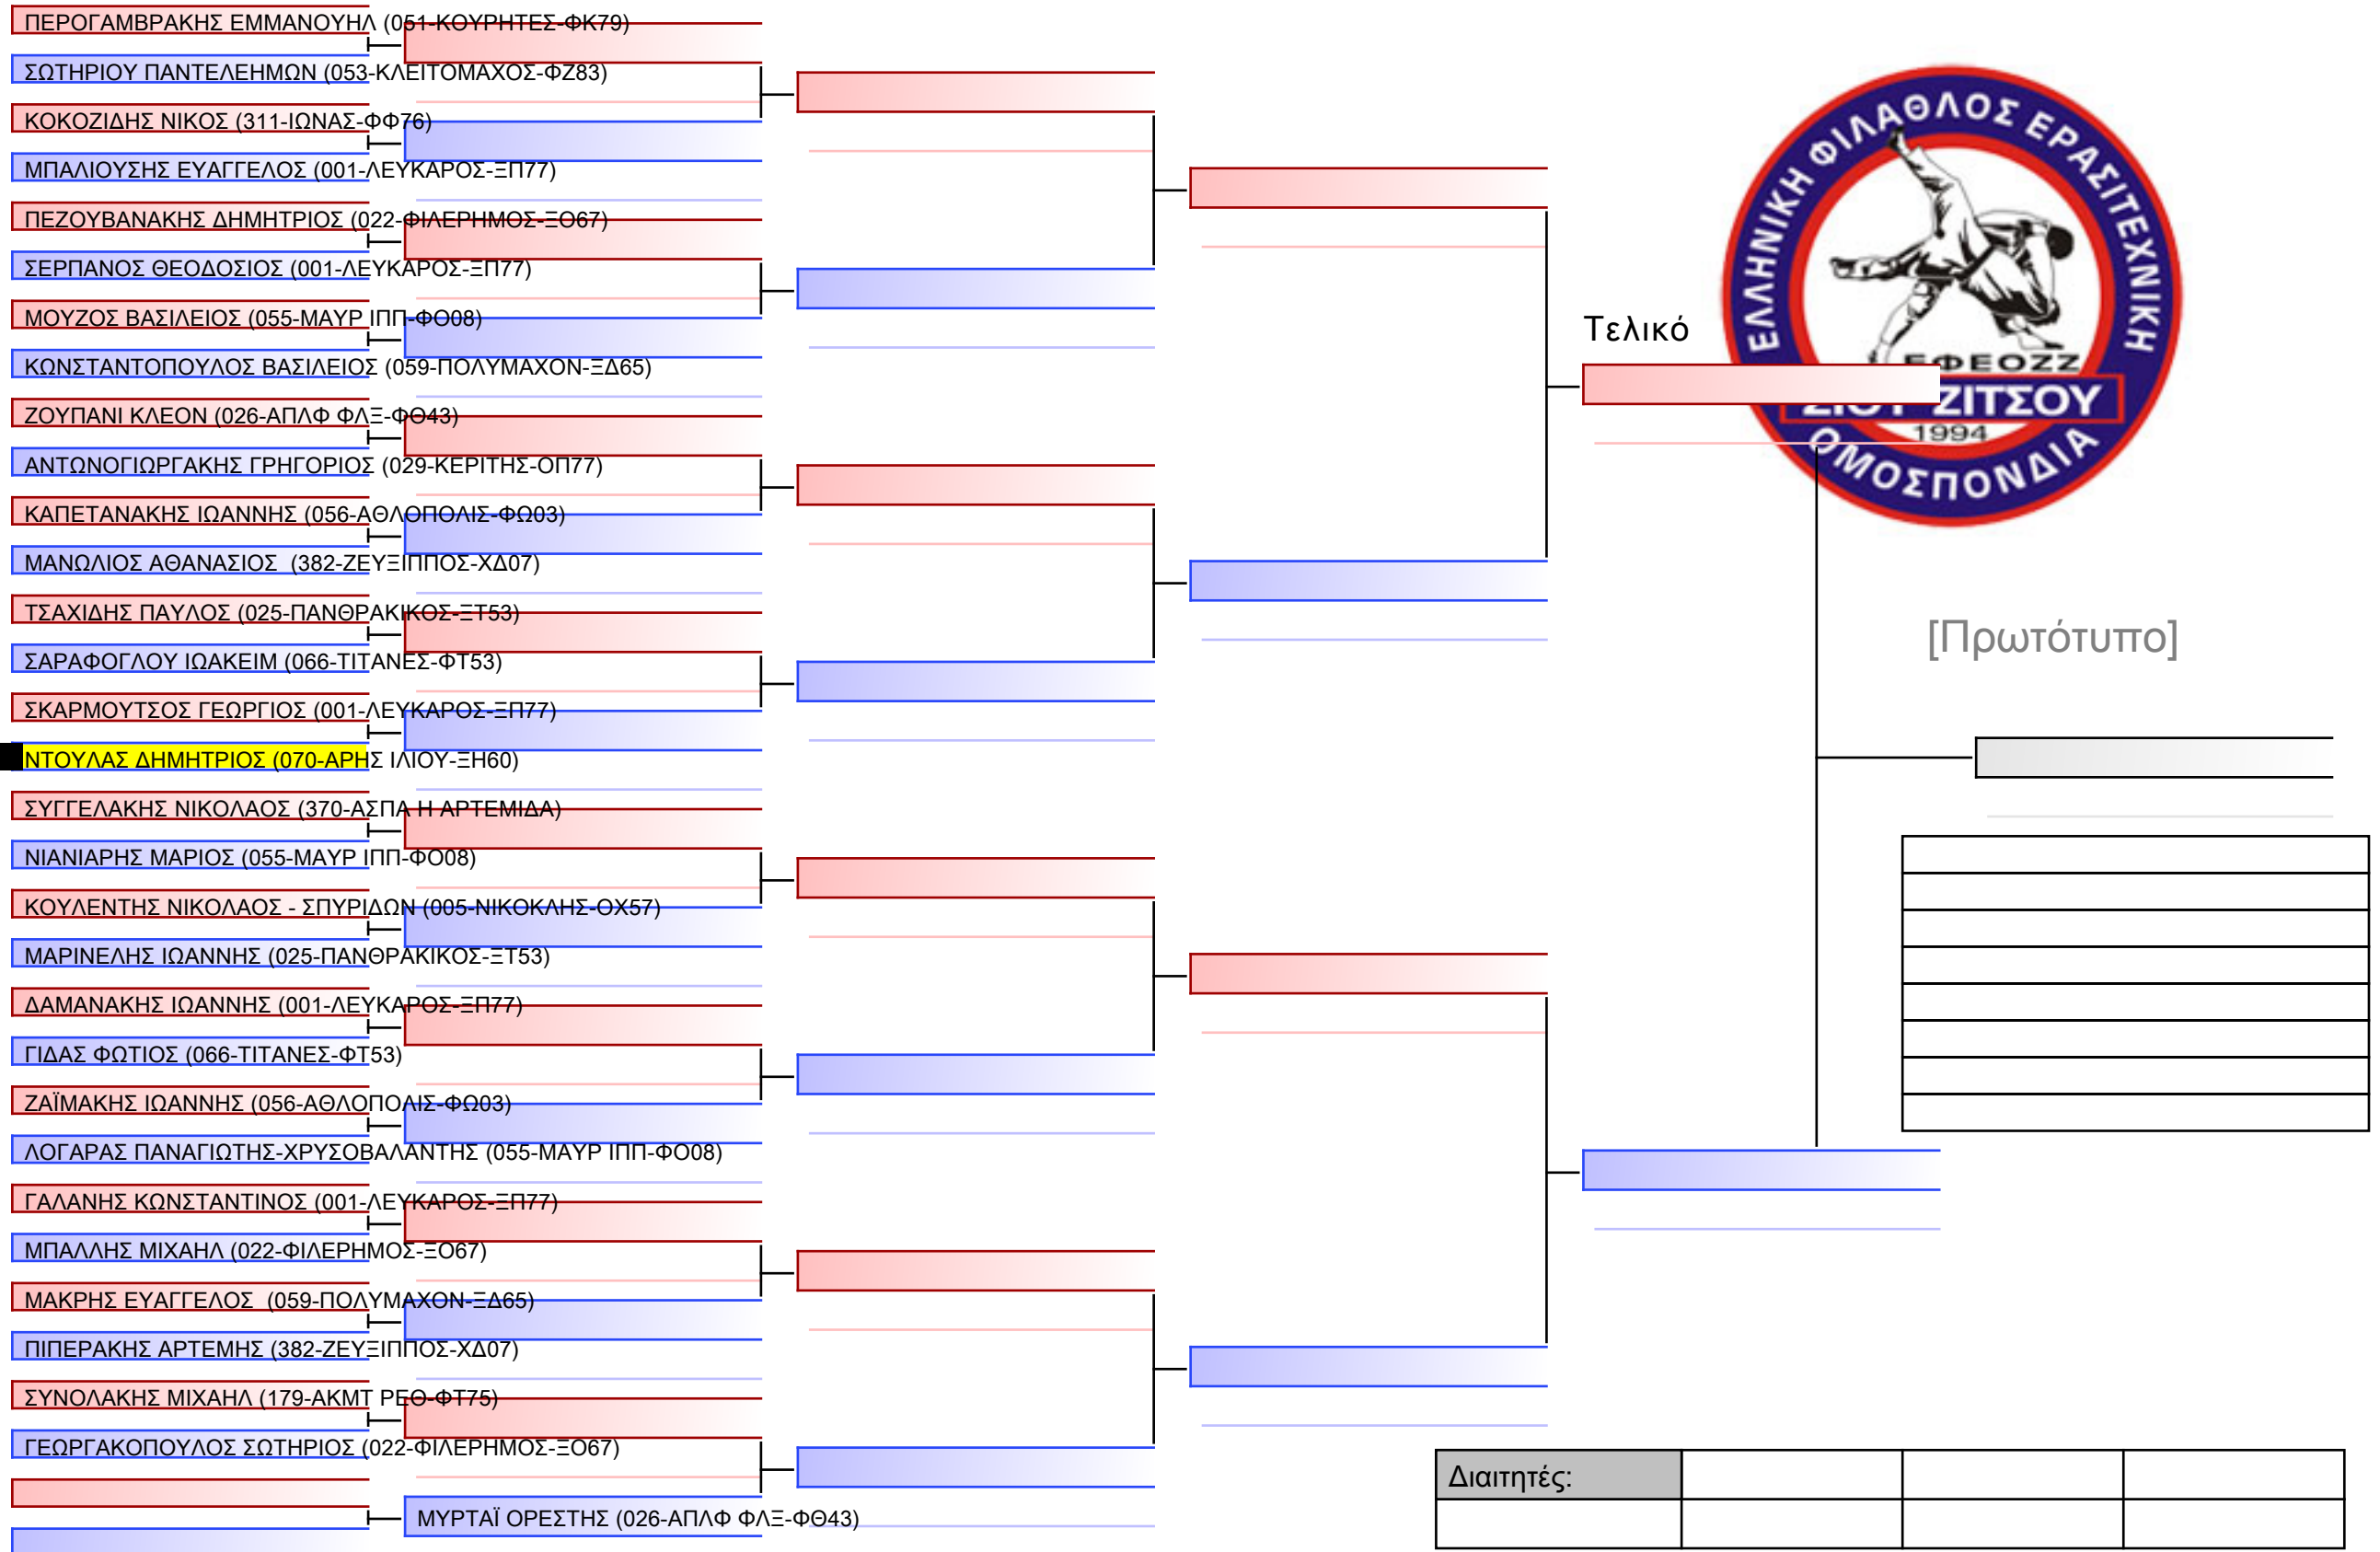 ΠΕΡΟΓΑΜΒΡΑΚΗΣ ΕΜΜΑΝΟΥΗΛ (051-ΚΟΥΡΗΤΕΣ-ΦΚ79)
ΣΩΤΗΡΙΟΥ ΠΑΝΤΕΛΕΗΜΩΝ (053-ΚΛΕΙΤΟΜΑΧΟΣ-ΦΖ83)
ΚΟΚΟΖΙΔΗΣ ΝΙΚΟΣ (311-ΙΩΝΑΣ-ΦΦ76)
ΜΠΑΛΙΟΥΣΗΣ ΕΥΑΓΓΕΛΟΣ (001-ΛΕΥΚΑΡΟΣ-ΞΠ77)
ΠΕΖΟΥΒΑΝΑΚΗΣ ΔΗΜΗΤΡΙΟΣ (022-ΦΙΛΕΡΗΜΟΣ-ΞΟ67)
ΣΕΡΠΑΝΟΣ ΘΕΟΔΟΣΙΟΣ (001-ΛΕΥΚΑΡΟΣ-ΞΠ77)
ΜΟΥΖΟΣ ΒΑΣΙΛΕΙΟΣ (055-ΜΑΥΡ ΙΠΠ-ΦΟ08)
ΚΩΝΣΤΑΝΤΟΠΟΥΛΟΣ ΒΑΣΙΛΕΙΟΣ (059-ΠΟΛΥΜΑΧΟΝ-ΞΔ65)
ΖΟΥΠΑΝΙ ΚΛΕΟΝ (026-ΑΠΛΦ ΦΛΞ-ΦΘ43)
ΑΝΤΩΝΟΓΙΩΡΓΑΚΗΣ ΓΡΗΓΟΡΙΟΣ (029-ΚΕΡΙΤΗΣ-ΟΠ77)
ΚΑΠΕΤΑΝΑΚΗΣ ΙΩΑΝΝΗΣ (056-ΑΘΛΟΠΟΛΙΣ-ΦΩ03)
ΜΑΝΩΛΙΟΣ ΑΘΑΝΑΣΙΟΣ  (382-ΖΕΥΞΙΠΠΟΣ-ΧΔ07)
ΤΣΑΧΙΔΗΣ ΠΑΥΛΟΣ (025-ΠΑΝΘΡΑΚΙΚΟΣ-ΞΤ53)
ΣΑΡΑΦΟΓΛΟΥ ΙΩΑΚΕΙΜ (066-ΤΙΤΑΝΕΣ-ΦΤ53)
ΣΚΑΡΜΟΥΤΣΟΣ ΓΕΩΡΓΙΟΣ (001-ΛΕΥΚΑΡΟΣ-ΞΠ77)
ΝΤΟΥΛΑΣ ΔΗΜΗΤΡΙΟΣ (070-ΑΡΗΣ ΙΛΙΟΥ-ΞΗ60)
ΣΥΓΓΕΛΑΚΗΣ ΝΙΚΟΛΑΟΣ (370-ΑΣΠΑ Η ΑΡΤΕΜΙΔΑ)
ΝΙΑΝΙΑΡΗΣ ΜΑΡΙΟΣ (055-ΜΑΥΡ ΙΠΠ-ΦΟ08)
ΚΟΥΛΕΝΤΗΣ ΝΙΚΟΛΑΟΣ - ΣΠΥΡΙΔΩΝ (005-ΝΙΚΟΚΛΗΣ-ΟΧ57)
ΜΑΡΙΝΕΛΗΣ ΙΩΑΝΝΗΣ (025-ΠΑΝΘΡΑΚΙΚΟΣ-ΞΤ53)
ΔΑΜΑΝΑΚΗΣ ΙΩΑΝΝΗΣ (001-ΛΕΥΚΑΡΟΣ-ΞΠ77)
ΓΙΔΑΣ ΦΩΤΙΟΣ (066-ΤΙΤΑΝΕΣ-ΦΤ53)
ΖΑΪΜΑΚΗΣ ΙΩΑΝΝΗΣ (056-ΑΘΛΟΠΟΛΙΣ-ΦΩ03)
ΛΟΓΑΡΑΣ ΠΑΝΑΓΙΩΤΗΣ-ΧΡΥΣΟΒΑΛΑΝΤΗΣ (055-ΜΑΥΡ ΙΠΠ-ΦΟ08)
ΓΑΛΑΝΗΣ ΚΩΝΣΤΑΝΤΙΝΟΣ (001-ΛΕΥΚΑΡΟΣ-ΞΠ77)
ΜΠΑΛΛΗΣ ΜΙΧΑΗΛ (022-ΦΙΛΕΡΗΜΟΣ-ΞΟ67)
ΜΑΚΡΗΣ ΕΥΑΓΓΕΛΟΣ  (059-ΠΟΛΥΜΑΧΟΝ-ΞΔ65)
ΠΙΠΕΡΑΚΗΣ ΑΡΤΕΜΗΣ (382-ΖΕΥΞΙΠΠΟΣ-ΧΔ07)
ΣΥΝΟΛΑΚΗΣ ΜΙΧΑΗΛ (179-ΑΚΜΤ ΡΕΘ-ΦΤ75)
ΓΕΩΡΓΑΚΟΠΟΥΛΟΣ ΣΩΤΗΡΙΟΣ (022-ΦΙΛΕΡΗΜΟΣ-ΞΟ67)
ΜΥΡΤΑΪ ΟΡΕΣΤΗΣ (026-ΑΠΛΦ ΦΛΞ-ΦΘ43)
Τελικό
ΕΛΛΗΝΙΚΗ ΦΙΛΑΘΛΟΣ ΕΡΑΣΙΤΕΧΝΙΚΗ
ΕΦΕΟΖΖ
ΖΙΟΥ ΖΙΤΣΟΥ
1994
ΟΜΟΣΠΟΝΔΙΑ
[Πρωτότυπο]
Διαιτητές: